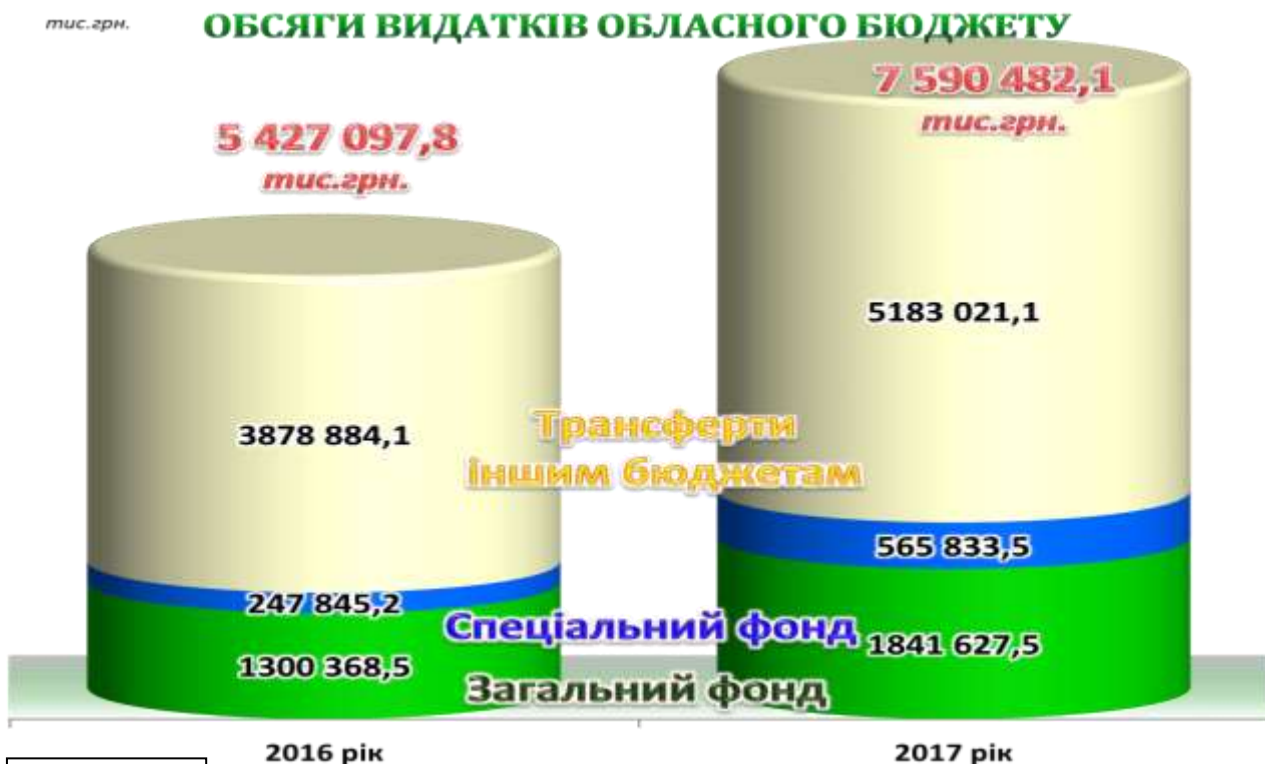 тис.грн.
ОБСЯГИ ВИДАТКІВ ОБЛАСНОГО БЮДЖЕТУ
7 590 482,1
тис.грн.
5 427 097,8
тис.грн.
5183 021,1
3878 884,1
Трансферти
іншим бюджетам
565 833,5
247 845,2
Спеціальний фонд
1841 627,5
1300 368,5
Загальний фонд
2016 рік
2017 рік